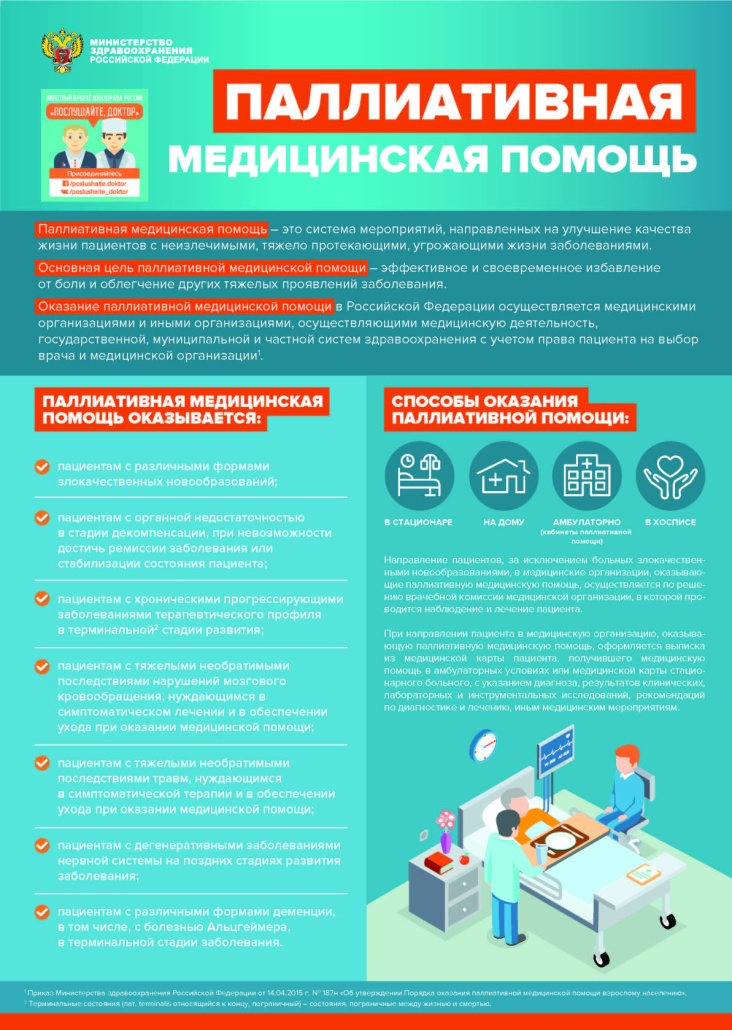 МИНИСТЕРСТВО
ЗДРАВООХРАНЕНИЯ
РОССИЙСКОЙ ФЕДЕРАЦИИ
«ПОСЛУШАЙТЕ, ДОКТОР»
Присоединяйтесь
/poslushaite.doktor
/poslushaite_doktor
ПАЛЛИАТИВНАЯ
МЕДИЦИНСКАЯ ПОМОЩЬ
Паллиативная медицинская помощь – это система мероприятий, направленных на улучшение качества
жизни пациентов с неизлечимыми, тяжело протекающими, угрожающими жизни заболеваниями.
Основная цель паллиативной медицинской помощи – эффективное и своевременное избавление
от боли и облегчение других тяжелых проявлений заболевания.
Оказание паллиативной медицинской помощи в Российской Федерации осуществляется медицинскими
организациями и иными организациями, осуществляющими медицинскую деятельность,
государственной, муниципальной и частной систем здравоохранения с учетом права пациента на выбор
врача и медицинской организации¹.
ПАЛЛИАТИВНАЯ МЕДИЦИНСКАЯ
ПОМОЩЬ ОКАЗЫВАЕТСЯ:
пациентам с различными формами
злокачественных новообразований;
пациентам с органной недостаточностью
в стадии декомпенсации, при невозможности
достичь ремиссии заболевания или
стабилизации состояния пациента;
пациентам с хроническими прогрессирующими
заболеваниями терапевтического профиля
в терминальной² стадии развития;
пациентам с тяжелыми необратимыми
последствиями нарушений мозгового
кровообращения, нуждающимся в
симптоматическом лечении и в обеспечении
ухода при оказании медицинской помощи;
пациентам с тяжелыми необратимыми
последствиями травм, нуждающимся
в симптоматической терапии и в обеспечении
ухода при оказании медицинской помощи;
пациентам с дегенеративными заболеваниями
нервной системы на поздних стадиях развития
заболевания;
пациентам с различными формами деменции,
в том числе, с болезнью Альцгеймера,
в терминальной стадии заболевания.
СПОСОБЫ ОКАЗАНИЯ
ПАЛЛИАТИВНОЙ ПОМОЩИ:
В СТАЦИОНАРЕ
НА ДОМУ
АМБУЛАТОРНО
(кабинеты паллиативной
помощи)
В ХОСПИСЕ
Направление пациентов, за исключением больных злокачествен-
ными новообразованиями, в медицинские организации, оказываю-
щие паллиативную медицинскую помощь, осуществляется по реше-
нию врачебной комиссии медицинской организации, в которой про-
водится наблюдение и лечение пациента.
При направлении пациента в медицинскую организацию, оказыва-
ющую паллиативную медицинскую помощь, оформляется выписка
из медицинской карты пациента, получившего медицинскую
помощь в амбулаторных условиях или медицинской карты стацио-
нарного больного, с указанием диагноза, результатов клинических,
лабораторных и инструментальных исследований, рекомендаций
по диагностике и лечению, иным медицинским мероприятиям.
¹ Приказ Министерства здравоохранения Российской Федерации от 14.04.2015 г. № 187н «Об утверждении Порядка оказания паллиативной медицинской помощи взрослому населению».
² Терминальные состояния (лат. terminalis относящийся к концу, пограничный) – состояния, пограничные между жизнью и смертью.